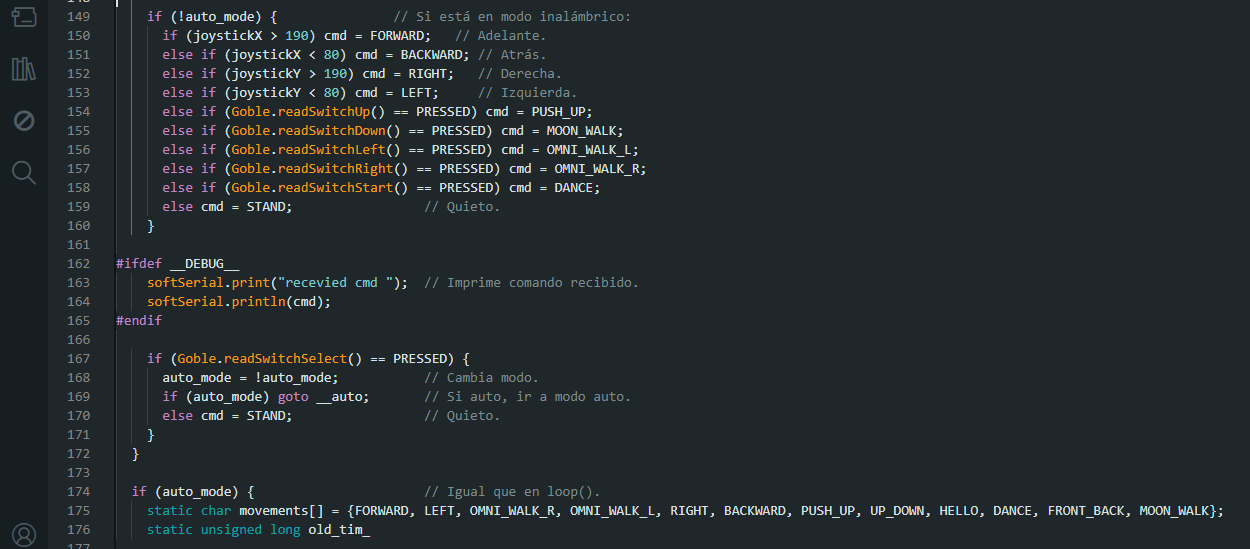 149 if (!auto_mode) { // Si está en modo inalámbrico:
150 if (joystickX > 190) cmd = FORWARD; // Adelante.
151 else if (joystickX < 80) cmd = BACKWARD; // Atrás.
152 else if (joystickY > 190) cmd = RIGHT; // Derecha.
153 else if (joystickY < 80) cmd = LEFT; // Izquierda.
154 else if (Goble.readSwitchUp() == PRESSED) cmd = PUSH_UP;
155 else if (Goble.readSwitchDown() == PRESSED) cmd = MOON_WALK;
156 else if (Goble.readSwitchLeft() == PRESSED) cmd = OMNI_WALK_L;
157 else if (Goble.readSwitchRight() == PRESSED) cmd = OMNI_WALK_R;
158 else if (Goble.readSwitchStart() == PRESSED) cmd = DANCE;
159 else cmd = STAND; // Quieto.
160 }
161
162 #ifdef __DEBUG__
163 softSerial.print("recevied cmd "); // Imprime comando recibido.
164 softSerial.println(cmd);
165 #endif
166
167 if (Goble.readSwitchSelect() == PRESSED) {
168 auto_mode = !auto_mode; // Cambia modo.
169 if (auto_mode) goto __auto; // Si auto, ir a modo auto.
170 else cmd = STAND; // Quieto.
171 }
172 }
173
174 if (auto_mode) { // Igual que en loop().
175 static char movements[] = {FORWARD, LEFT, OMNI_WALK_R, OMNI_WALK_L, RIGHT, BACKWARD, PUSH_UP, UP_DOWN, HELLO, DANCE, FRONT_BACK, MOON_WALK};
176 static unsigned long old_tim_